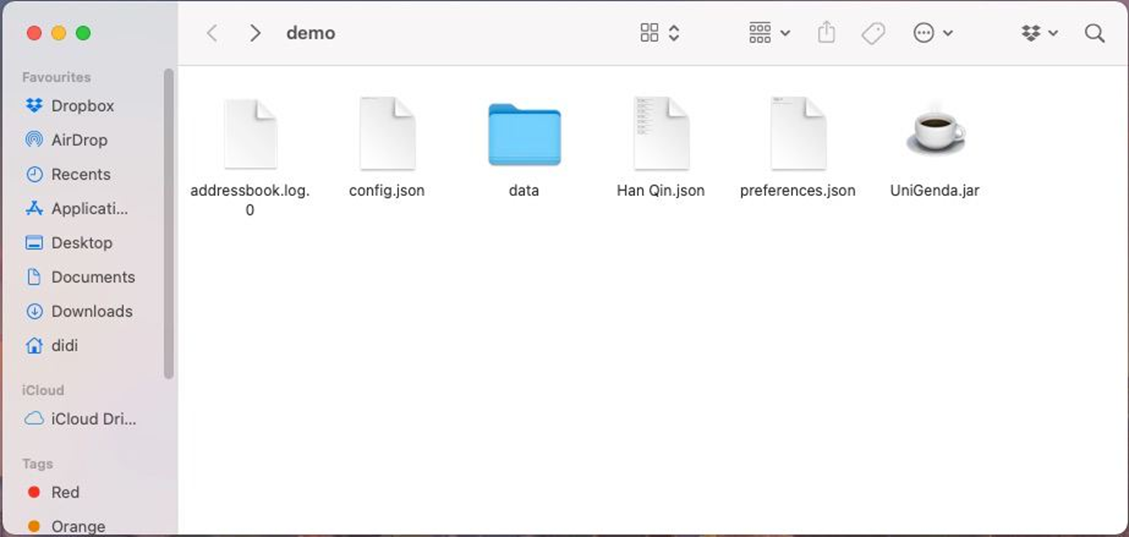 demo
Favourites
Dropbox
AirDrop
Recents
Applicati...
Desktop
Documents
Downloads
didi
iCloud
iCloud Dri...
Tags
Red
Orange
addressbook.log.
0
config.json
data
Han Qin.json
preferences.json
UniGenda.jar